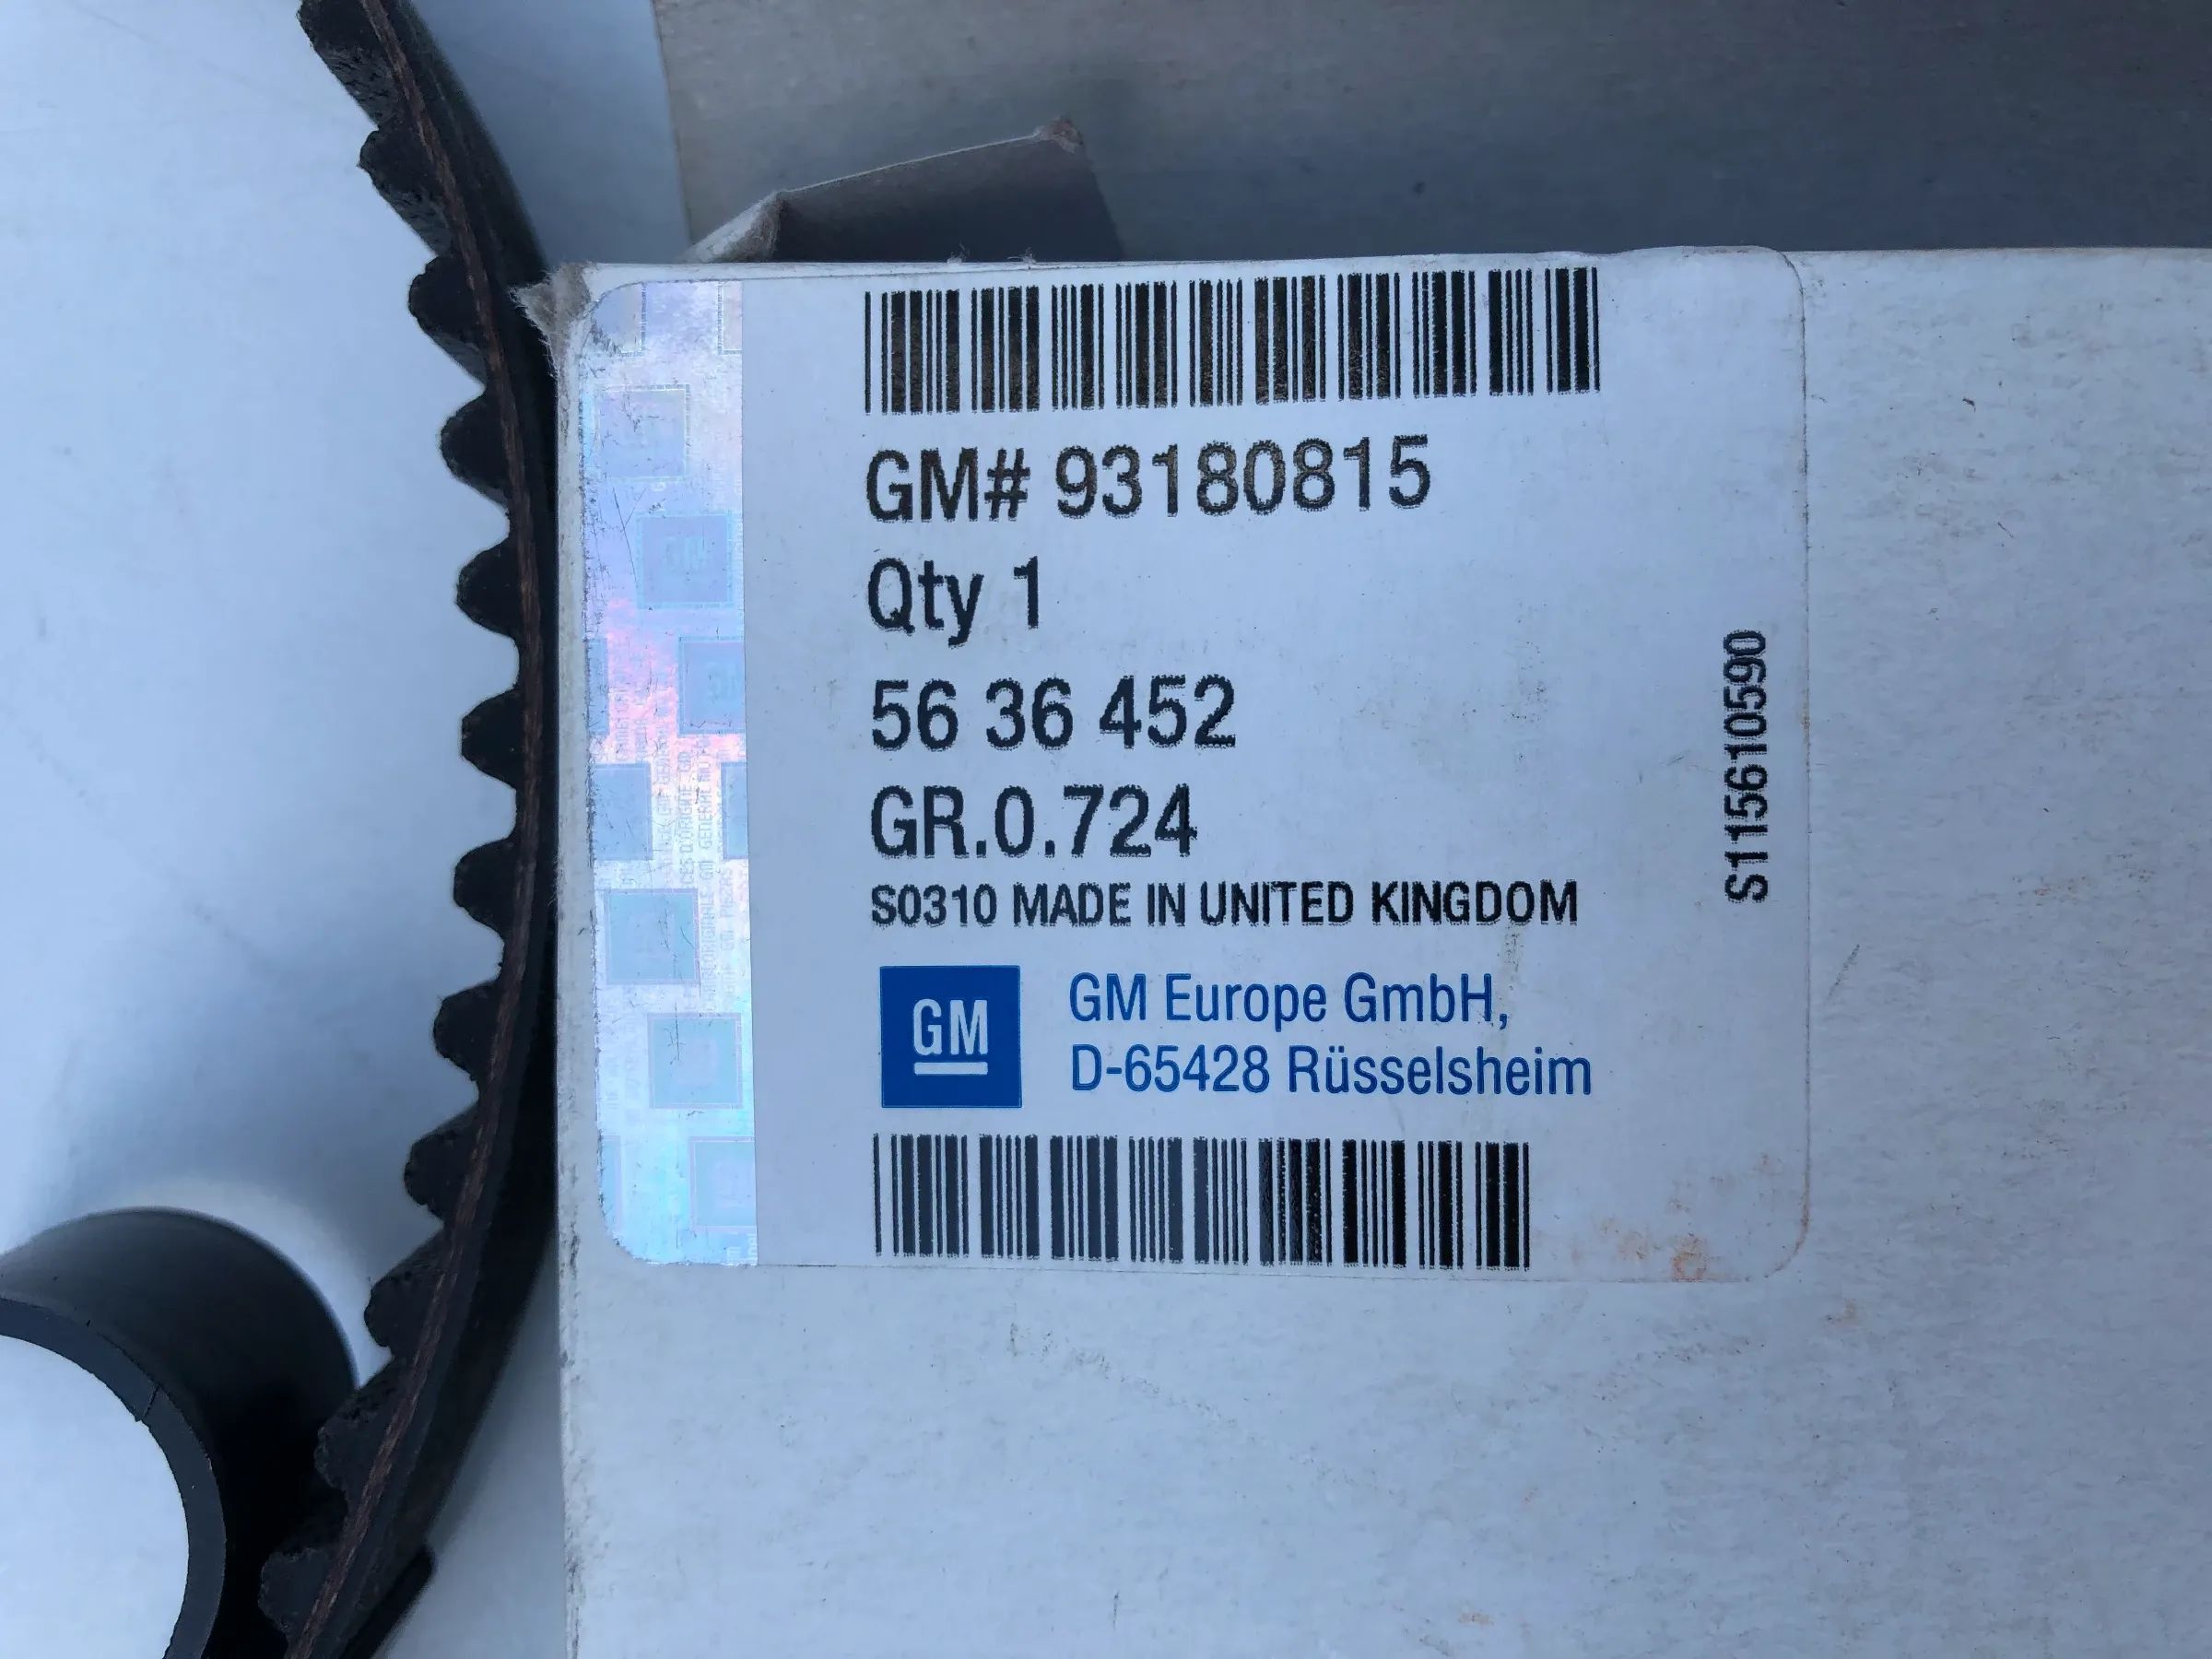 GM# 93180815
Qty 1
56 36 452
GR.0.724
S0310 MADE IN UNITED KINGDOM
GM
GM Europe GmbH,
D-65428 Rüsselsheim
S115610590